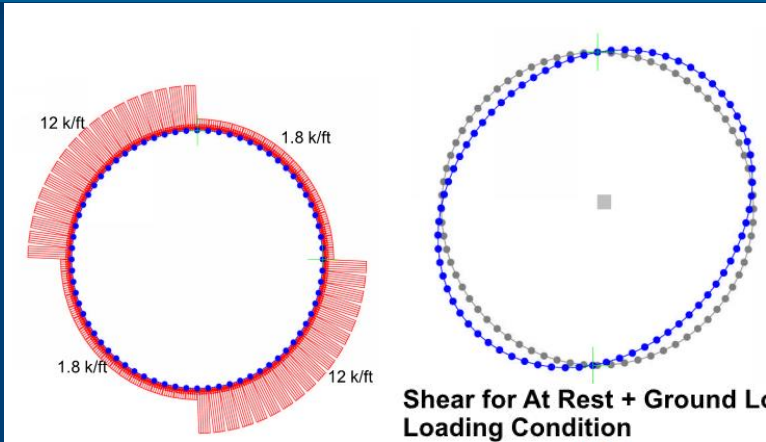 12 k/ft
1.8 k/ft
1.8 k/ft
12 k/ft
Shear for At Rest + Ground
Loading Condition